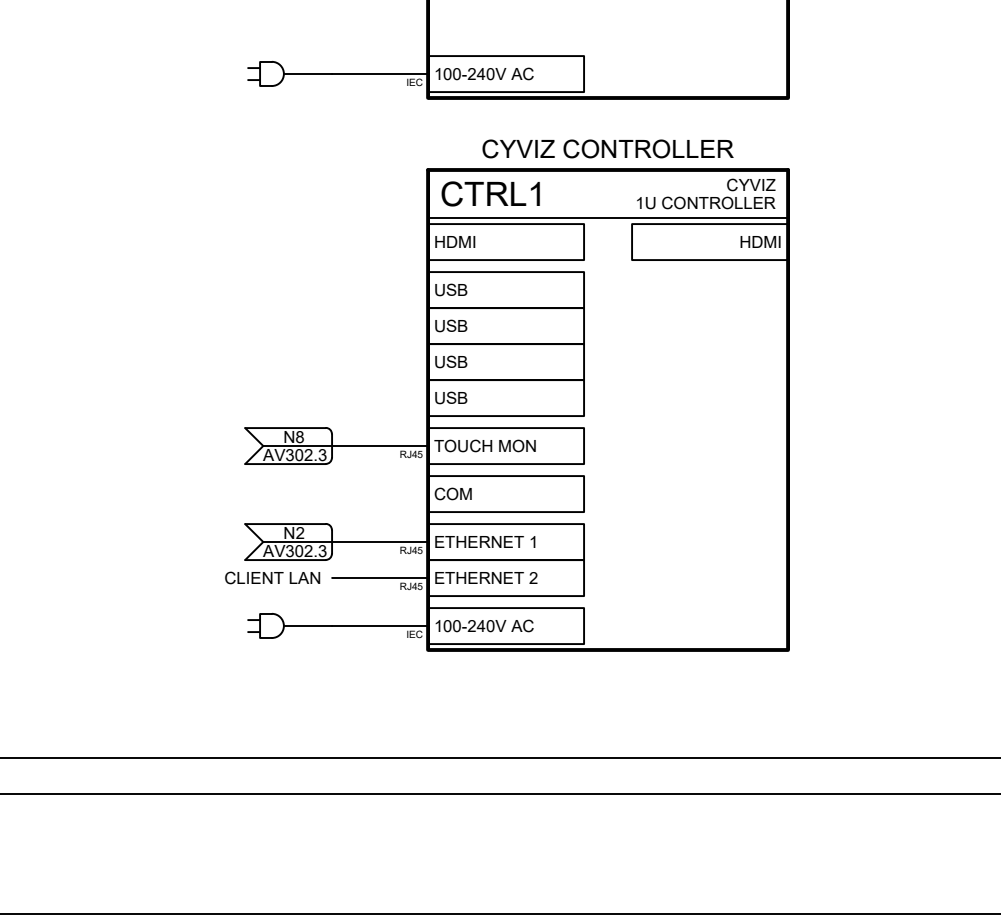 IEC
100-240V AC
CYVIZ CONTROLLER
CTRL1
CYVIZ
1U CONTROLLER
HDMI
HDMI
USB
USB
USB
USB
N8
AV302.3
RJ45
TOUCH MON
COM
N2
AV302.3
RJ45
ETHERNET 1
CLIENT LAN
RJ45
ETHERNET 2
IEC
100-240V AC